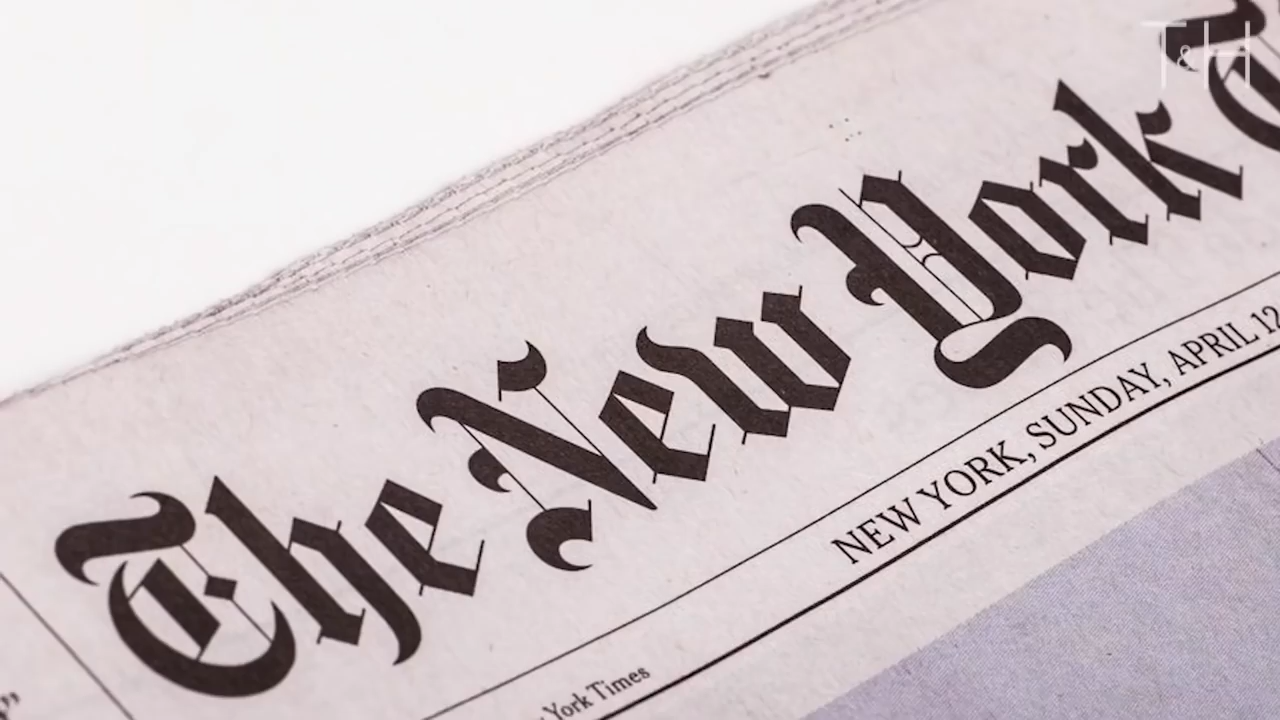 T&H
The New York T
NEW YORK, SUNDAY, APRIL 12
York Times
”